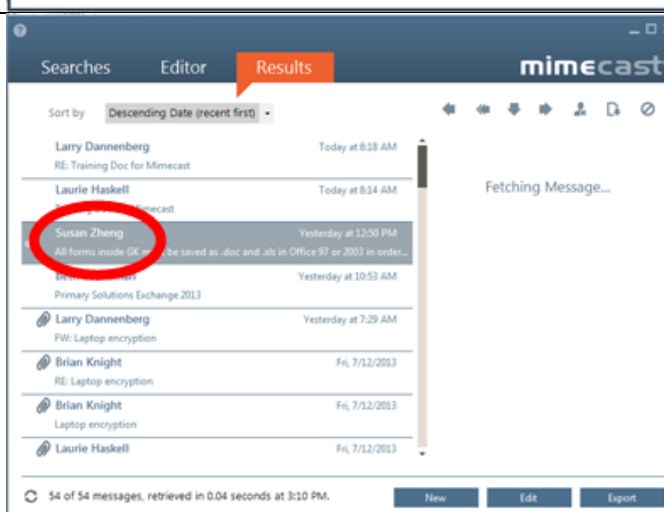 Searches Editor Results mimecast
Sort by Descending Date (recent first)
Larry Dannenberg Today at 8:18 AM
RE: Training Doc for Mimecast
Laurie Haskell Today at 8:14 AM
Mimecast
Susan Zheng Yesterday at 12:50 PM
All forms inside GK be saved as .doc and .xls in Office 97 or 2003 in order...
Yesterday at 10:53 AM
Primary Solutions Exchange 2013
Larry Dannenberg Yesterday at 7:29 AM
FW: Laptop encryption
Brian Knight Fri, 7/12/2013
RE: Laptop encryption
Brian Knight Fri, 7/12/2013
Laptop encryption
Laurie Haskell Fri, 7/12/2013
Fetching Message...
54 of 54 messages, retrieved in 0.04 seconds at 3:10 PM.
New Edit Export